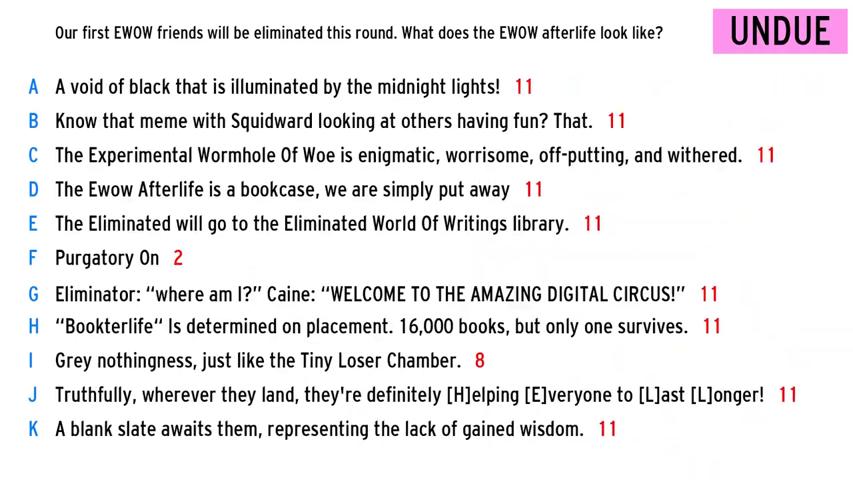 Our first EWOW friends will be eliminated this round. What does the EWOW afterlife look like?
UNDUE
A A void of black that is illuminated by the midnight lights! 11
B Know that meme with Squidward looking at others having fun? That. 11
C The Experimental Wormhole Of Woe is enigmatic, worrisome, off-putting, and withered. 11
D The Ewow Afterlife is a bookcase, we are simply put away 11
E The Eliminated will go to the Eliminated World Of Writings library. 11
F Purgatory On 2
G Eliminator: “where am I?” Caine: “WELCOME TO THE AMAZING DIGITAL CIRCUS!” 11
H “Bookterlife“ Is determined on placement. 16,000 books, but only one survives. 11
I Grey nothingness, just like the Tiny Loser Chamber. 8
J Truthfully, wherever they land, they're definitely [H]elping [E]veryone to [L]ast [L]onger! 11
K A blank slate awaits them, representing the lack of gained wisdom. 11